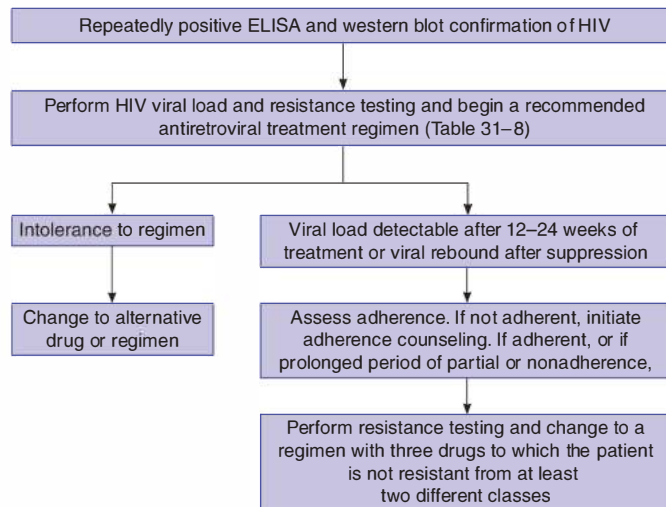 Repeatedly positive ELISA and western blot confirmation of HIV
Perform HIV viral load and resistance testing and begin a recommended
antiretroviral treatment regimen (Table 31–8)
Intolerance to regimen
Change to alternative
drug or regimen
Viral load detectable after 12–24 weeks of
treatment or viral rebound after suppression
Assess adherence. If not adherent, initiate
adherence counseling. If adherent, or if
prolonged period of partial or nonadherence,
Perform resistance testing and change to a
regimen with three drugs to which the patient
is not resistant from at least
two different classes